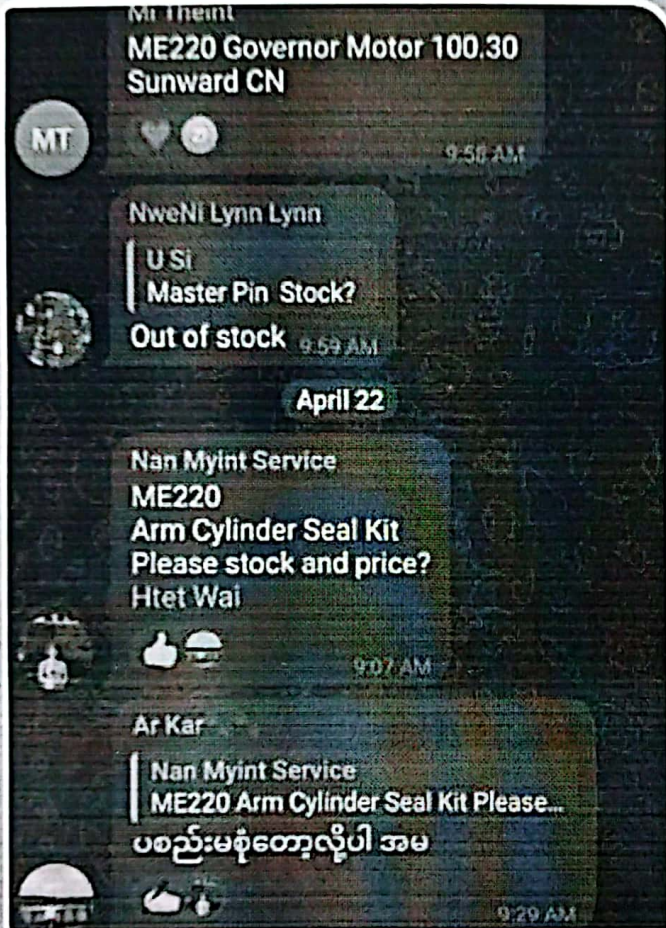 Mi Theint
ME220 Governor Motor 100.30
Sunward CN
MT
9:58 AM
NweNi Lynn Lynn
U Si
Master Pin Stock?
Out of stock 9:59 AM
April 22
Nan Myint Service
ME220
Arm Cylinder Seal Kit
Please stock and price?
Htet Wai
9:07 AM
Ar Kar
Nan Myint Service
ME220 Arm Cylinder Seal Kit Please...
ပစည်းမစုံတော့လို့ပါ အမ
9:29 AM